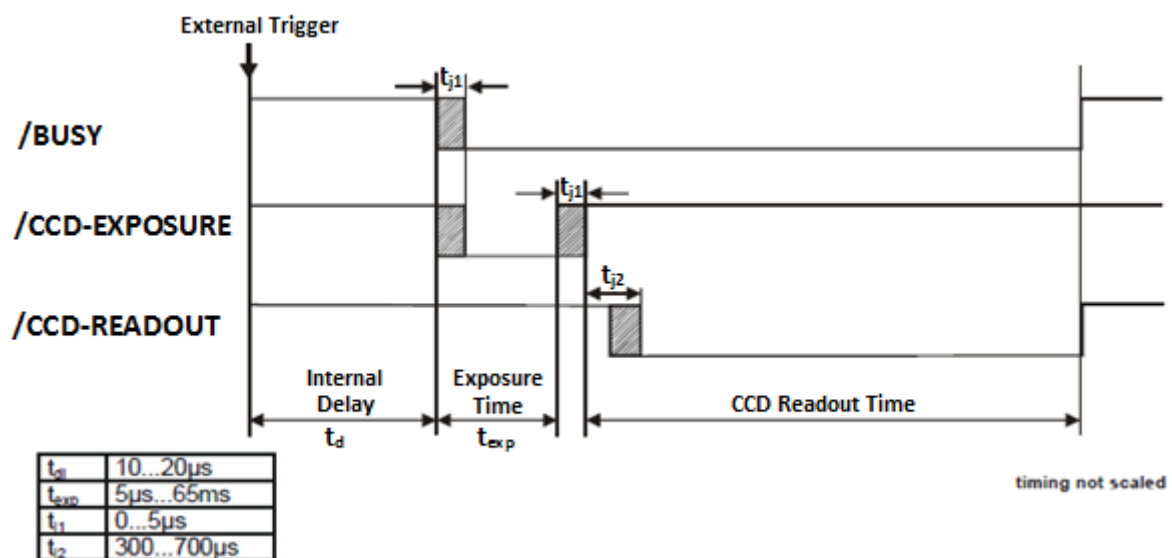 External Trigger
tj1
/BUSY
tj1
/CCD-EXPOSURE
tj2
/CCD-READOUT
Internal
Delay
td
Exposure
Time
texp
CCD Readout Time
tdl 10...20µs
texp 5µs...65ms
tj1 0...5µs
tj2 300...700µs
timing not scaled